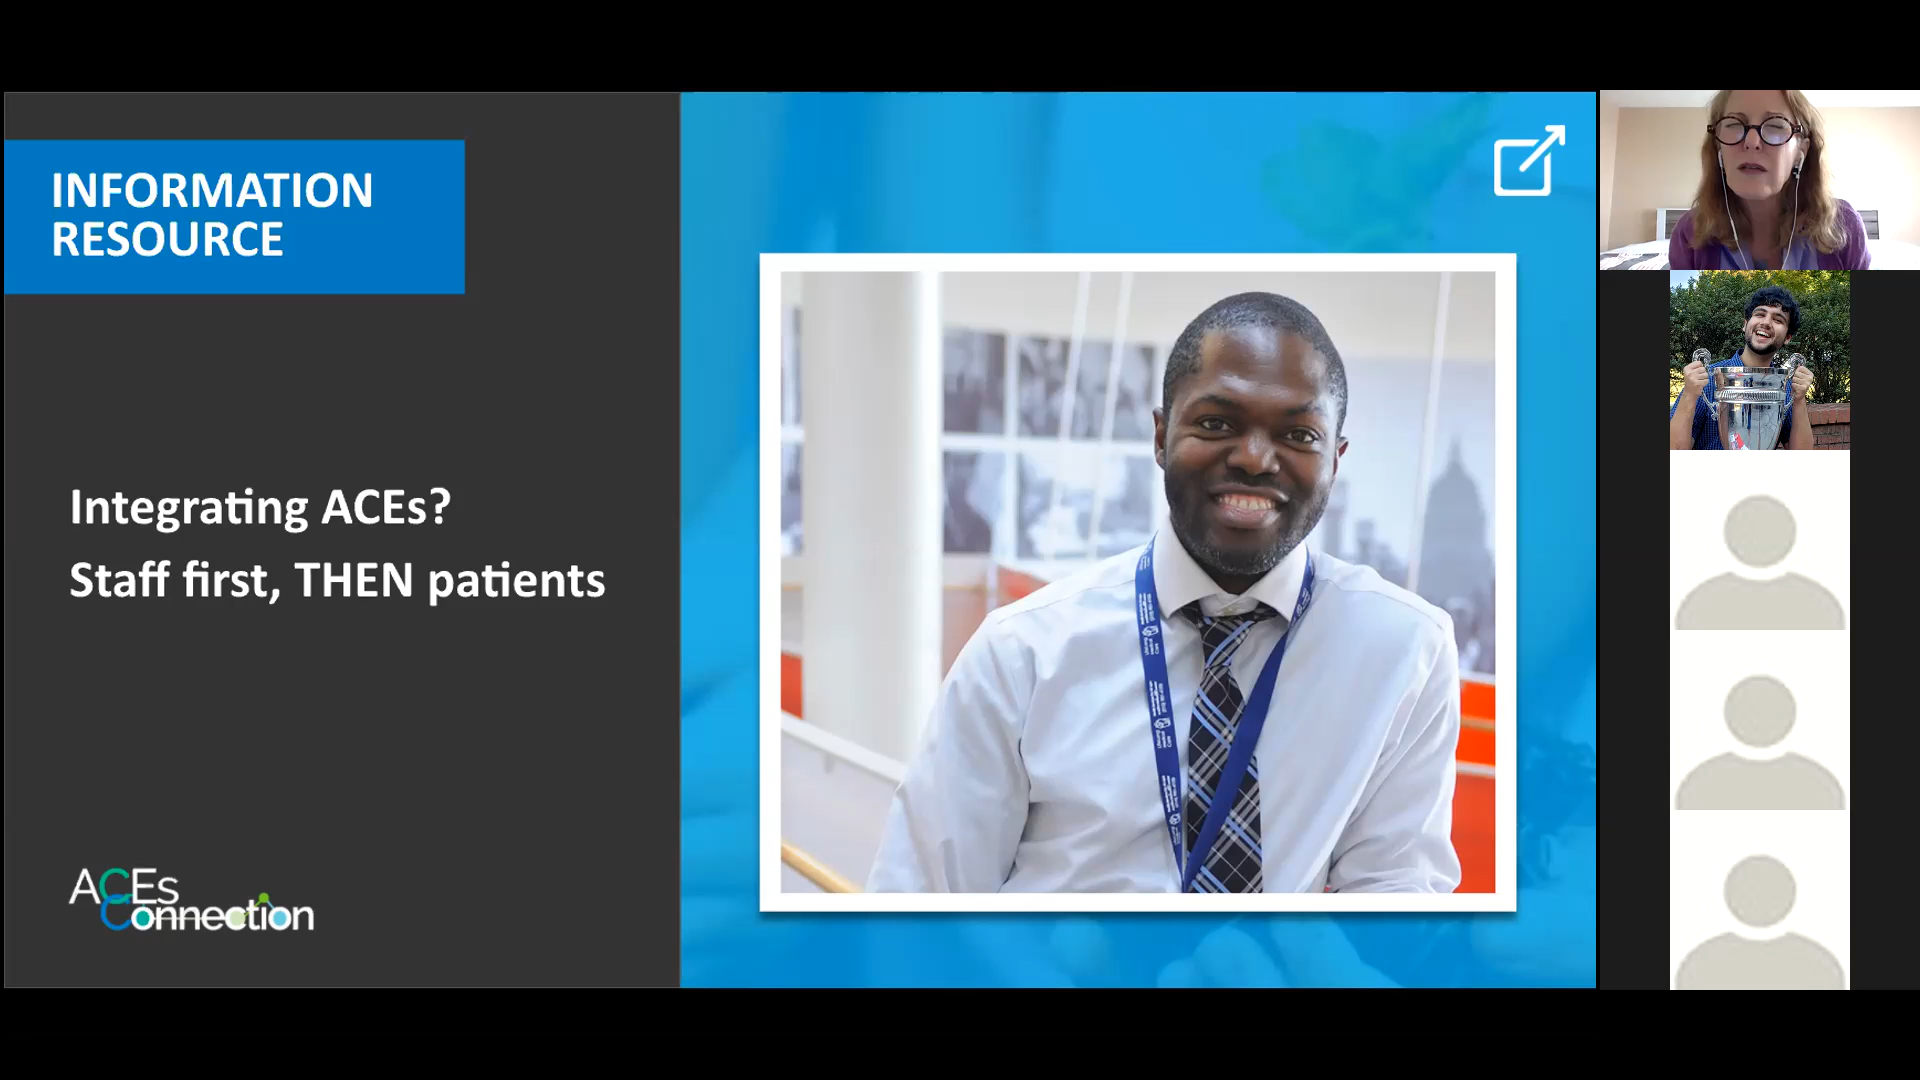 INFORMATION
RESOURCE
Integrating ACEs?
Staff first, THEN patients
ACEs
Connection